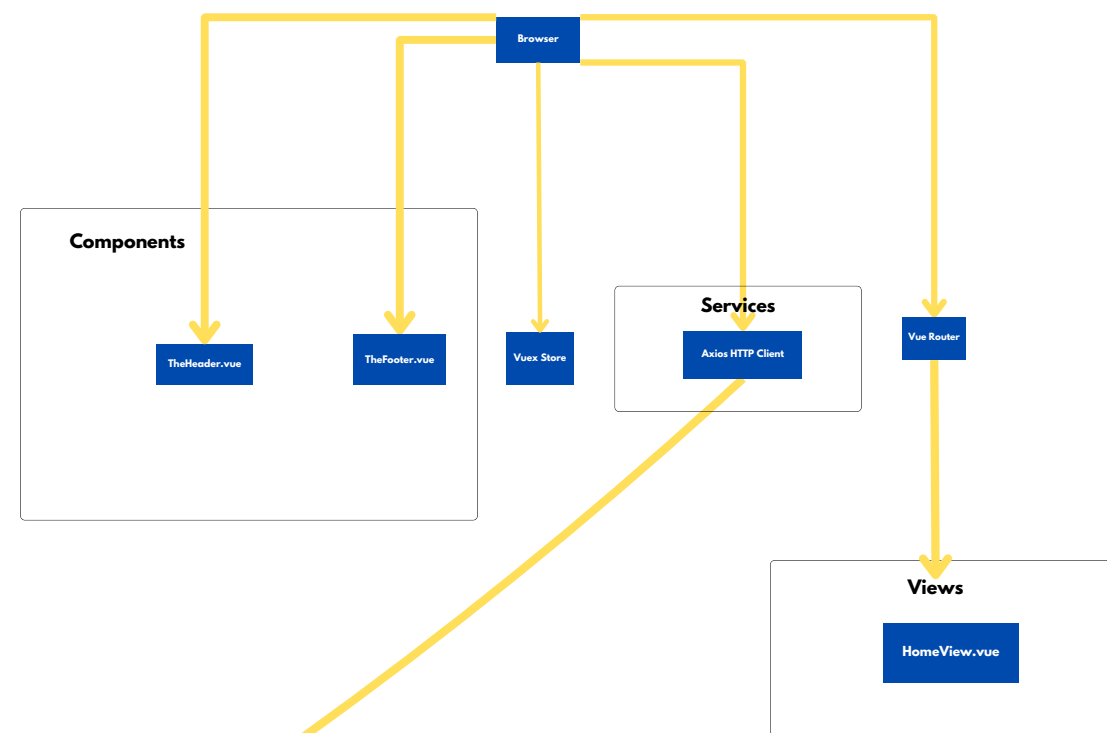 Browser
Components
Services
TheHeader.vue
TheFooter.vue
Vuex Store
Axios HTTP Client
Vue Router
Views
HomeView.vue